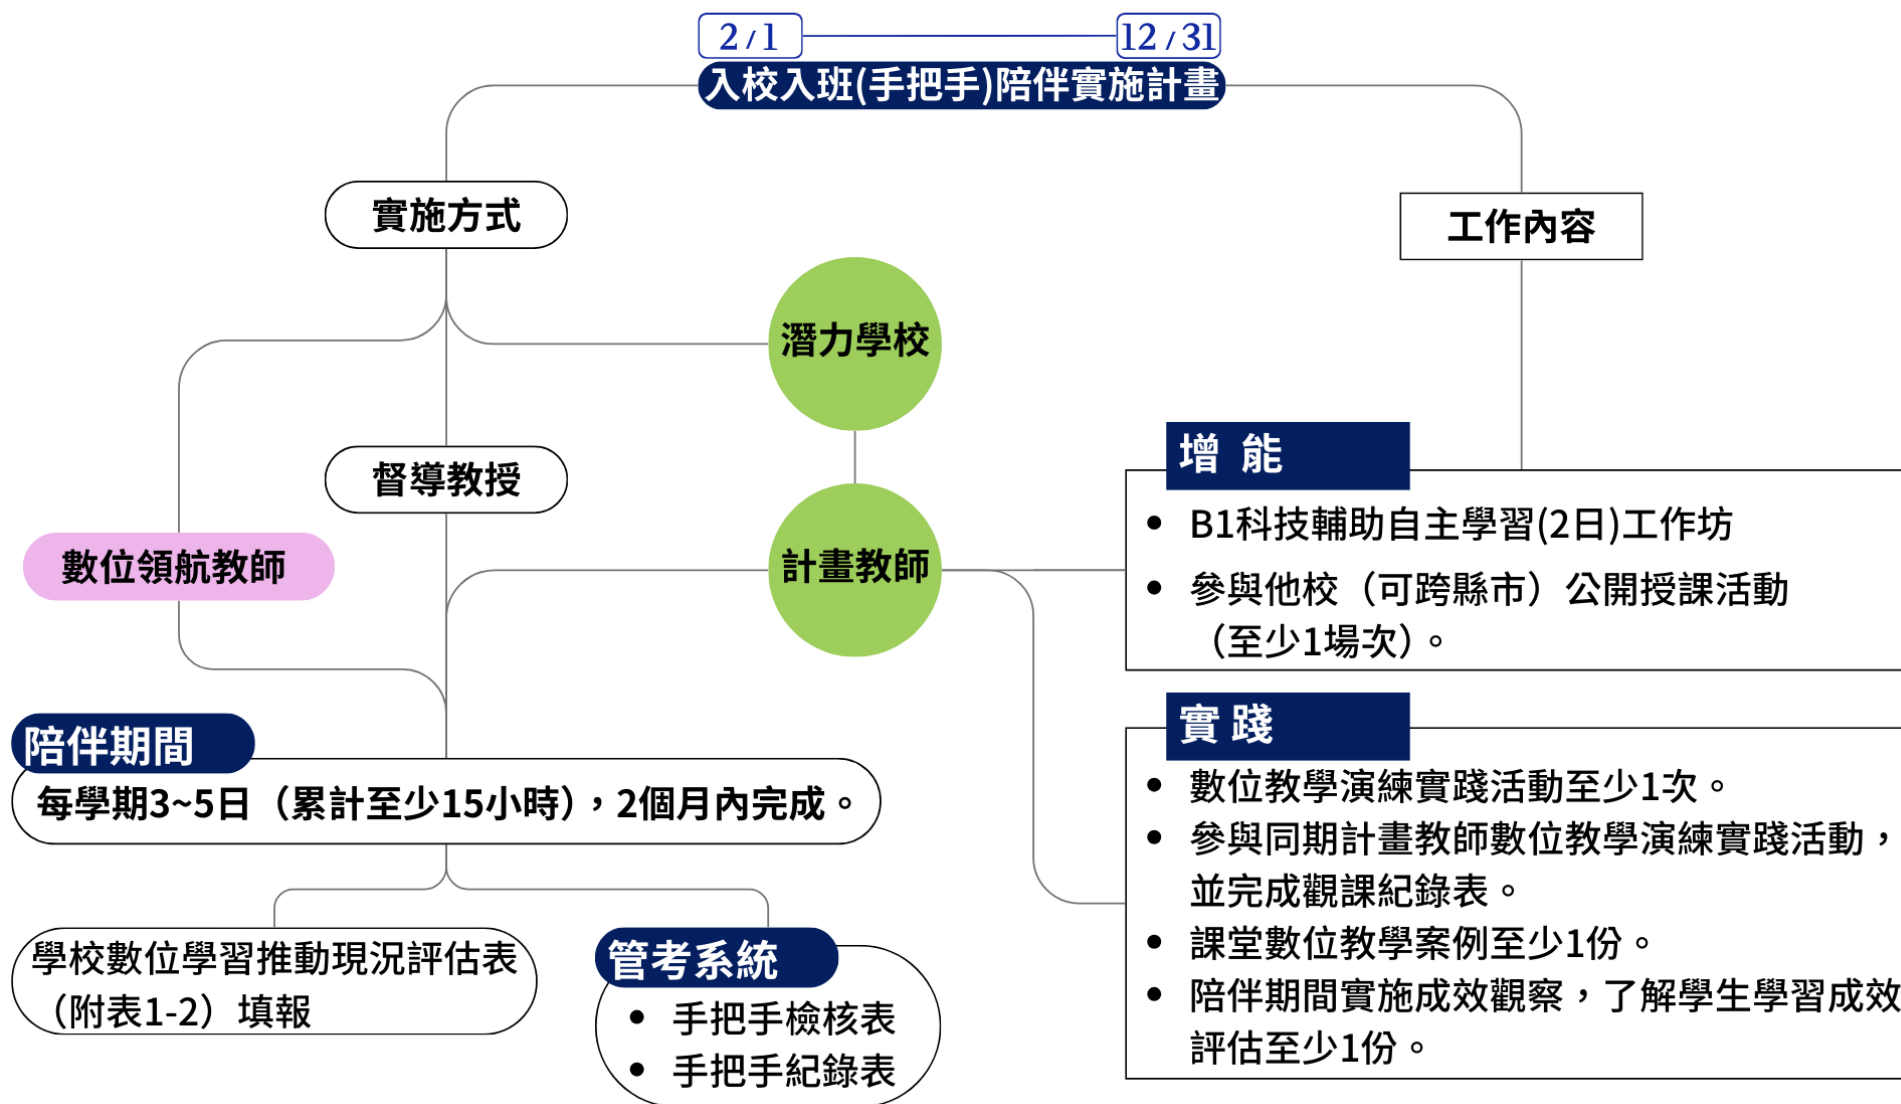 2 / 1
12 / 31
入校入班(手把手)陪伴實施計畫
實施方式
工作內容
潛力學校
督導教授
數位領航教師
計畫教師
增 能
• B1科技輔助自主學習(2日)工作坊
• 參與他校（可跨縣市）公開授課活動
（至少1場次）。
實 踐
• 數位教學演練實踐活動至少1次。
• 參與同期計畫教師數位教學演練實踐活動，
並完成觀課紀錄表。
• 課堂數位教學案例至少1份。
• 陪伴期間實施成效觀察，了解學生學習成效
評估至少1份。
陪伴期間
每學期3~5日（累計至少15小時），2個月內完成。
學校數位學習推動現況評估表
（附表1-2）填報
管考系統
• 手把手檢核表
• 手把手紀錄表